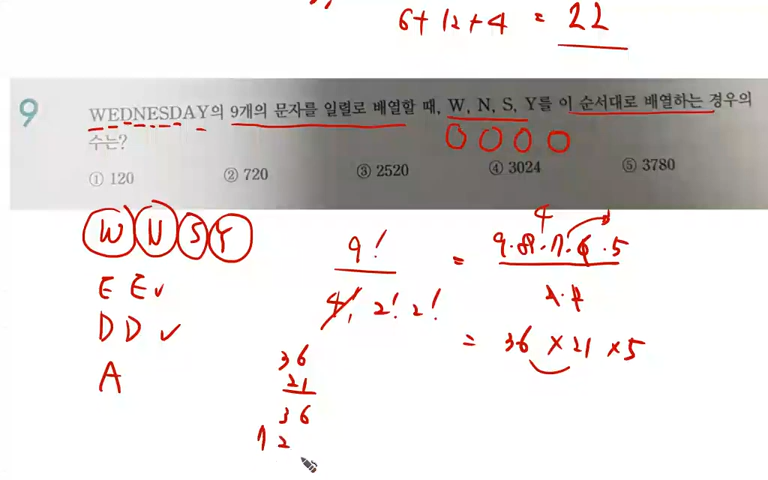 6 + 12 + 4 = 22
9
WEDNESDAY의 9개의 문자를 일렬로 배열할 때, W, N, S, Y를 이 순서대로 배열하는 경우의
수는?
① 120 ② 720 ③ 2520 ④ 3024 ⑤ 3780
W N S Y
E E ✓
D D ✓
A
9! / 4! 2! 2! = 9·8·7·6·5 / 2·2
4
= 36 × 21 × 5
36
21
36
72